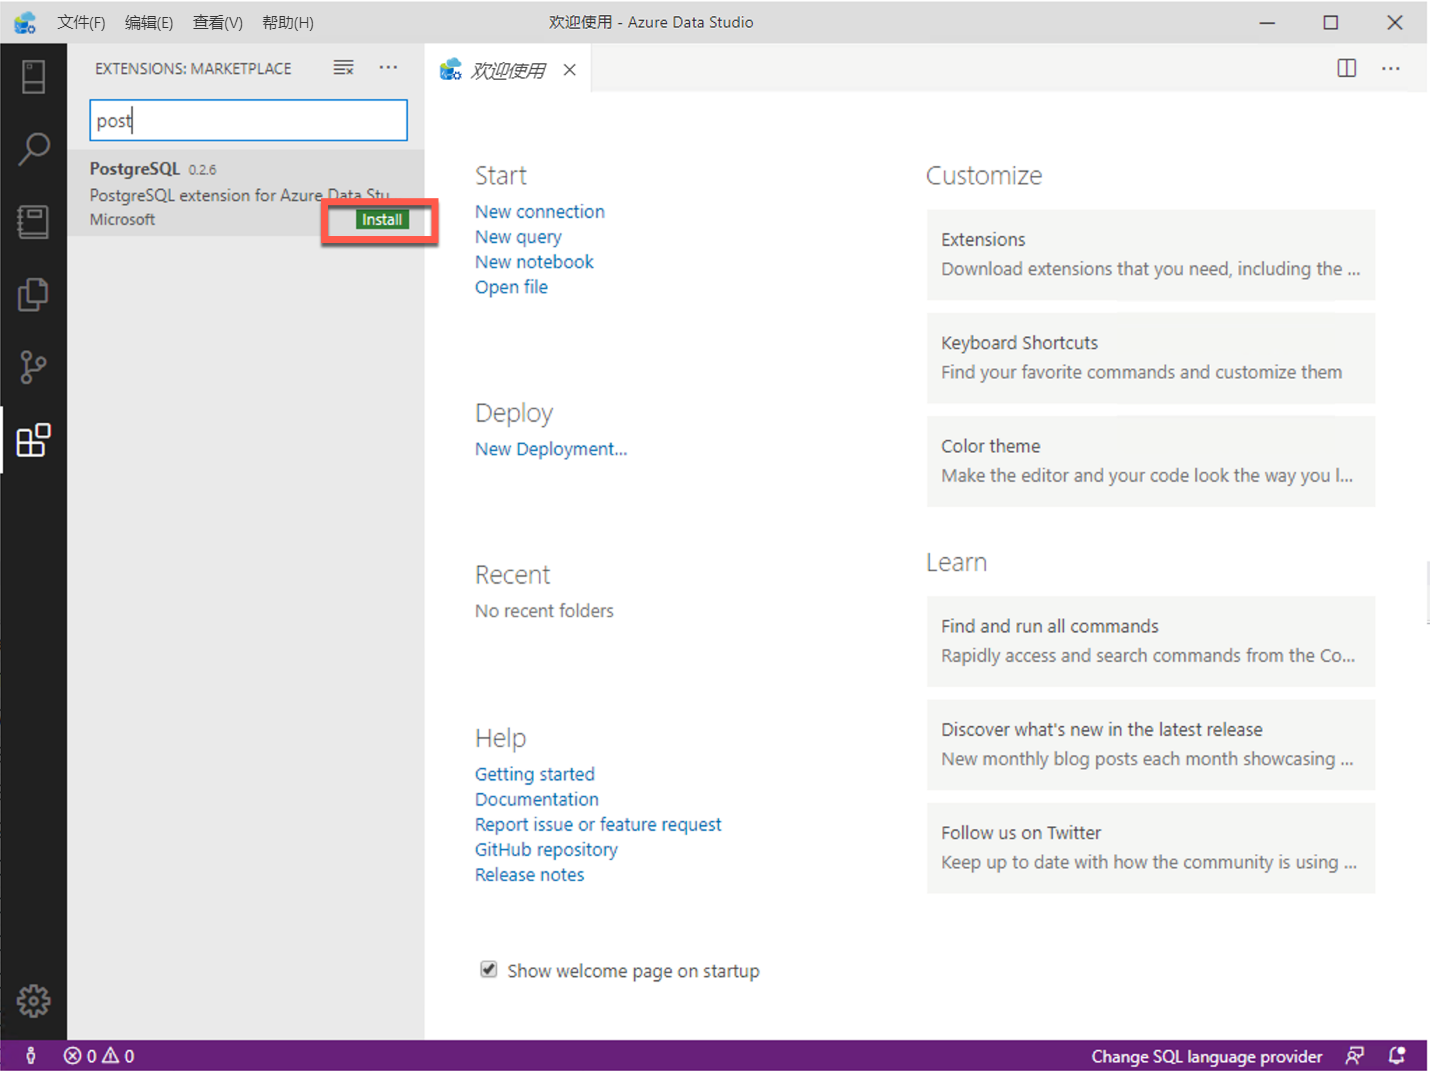 文件(F) 编辑(E) 查看(V) 帮助(H)
欢迎使用 - Azure Data Studio
EXTENSIONS: MARKETPLACE
post
PostgreSQL 0.2.6
PostgreSQL extension for Azure Data Stu
Microsoft
Install
欢迎使用
Start
New connection
New query
New notebook
Open file
Deploy
New Deployment...
Recent
No recent folders
Help
Getting started
Documentation
Report issue or feature request
GitHub repository
Release notes
Show welcome page on startup
Customize
Extensions
Download extensions that you need, including the ...
Keyboard Shortcuts
Find your favorite commands and customize them
Color theme
Make the editor and your code look the way you l...
Learn
Find and run all commands
Rapidly access and search commands from the Co...
Discover what's new in the latest release
New monthly blog posts each month showcasing ...
Follow us on Twitter
Keep up to date with how the community is using ...
0 0
Change SQL language provider